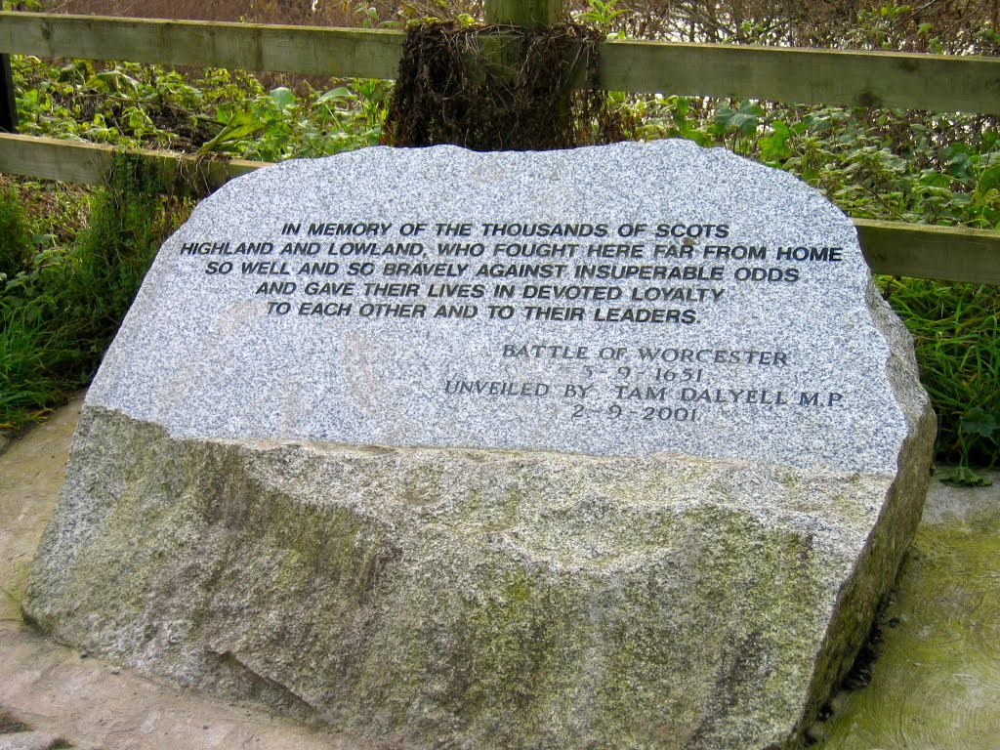 IN MEMORY OF THE THOUSANDS OF SCOTS
HIGHLAND AND LOWLAND, WHO FOUGHT HERE FAR FROM HOME
SO WELL AND SO BRAVELY AGAINST INSUPERABLE ODDS
AND GAVE THEIR LIVES IN DEVOTED LOYALTY
TO EACH OTHER AND TO THEIR LEADERS.
BATTLE OF WORCESTER
3-9-1651.
UNVEILED BY TAM DALYELL M.P.
2-9-2001.